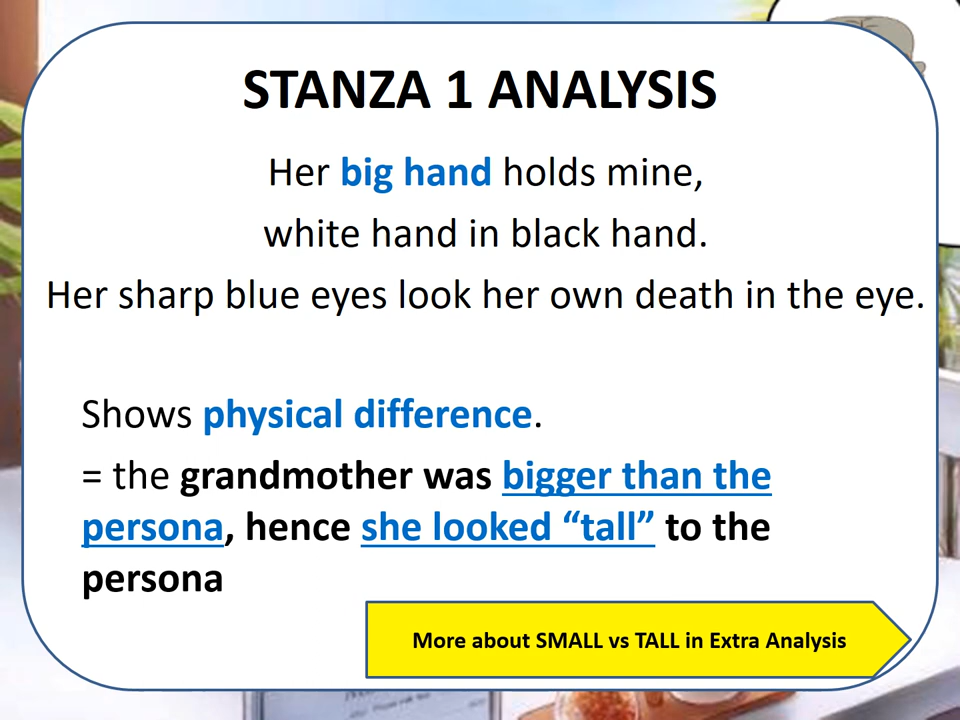 STANZA 1 ANALYSIS
Her big hand holds mine,
white hand in black hand.
Her sharp blue eyes look her own death in the eye.
Shows physical difference.
= the grandmother was bigger than the
persona, hence she looked “tall” to the
persona
More about SMALL vs TALL in Extra Analysis